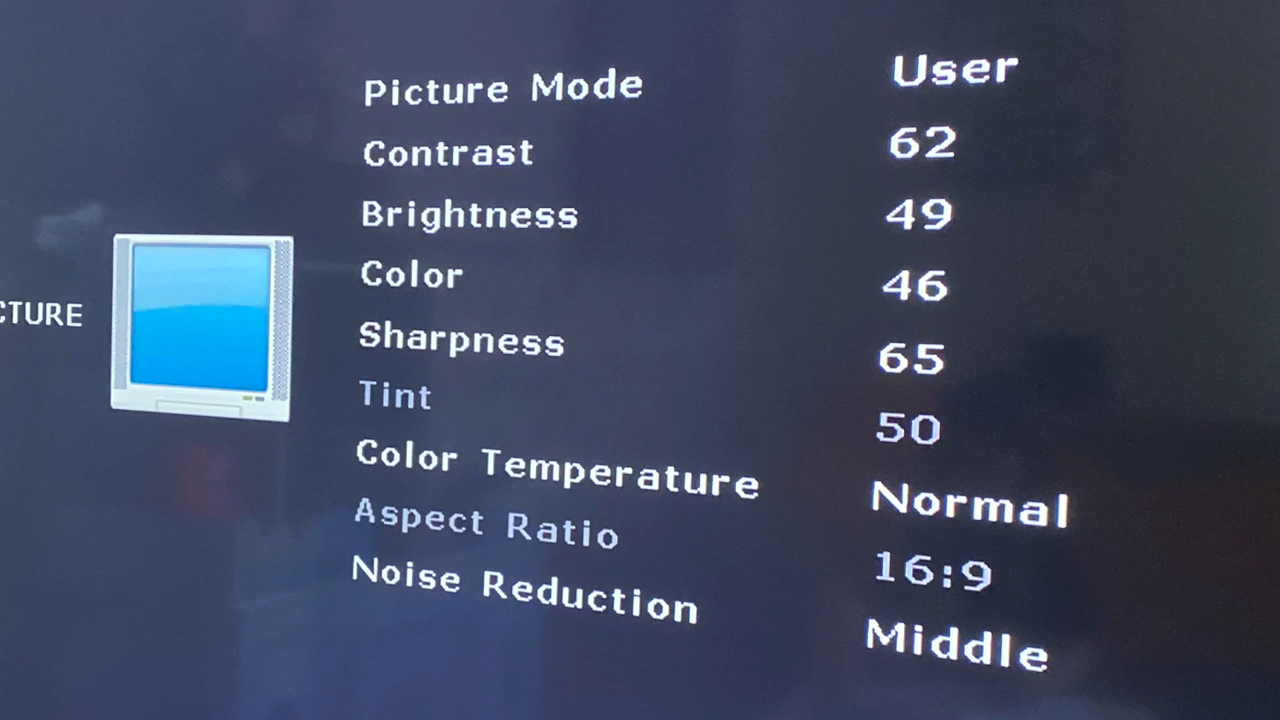 Picture Mode User
Contrast 62
Brightness 49
Color 46
CTURE
Sharpness 65
Tint 50
Color Temperature Normal
Aspect Ratio 16:9
Noise Reduction Middle